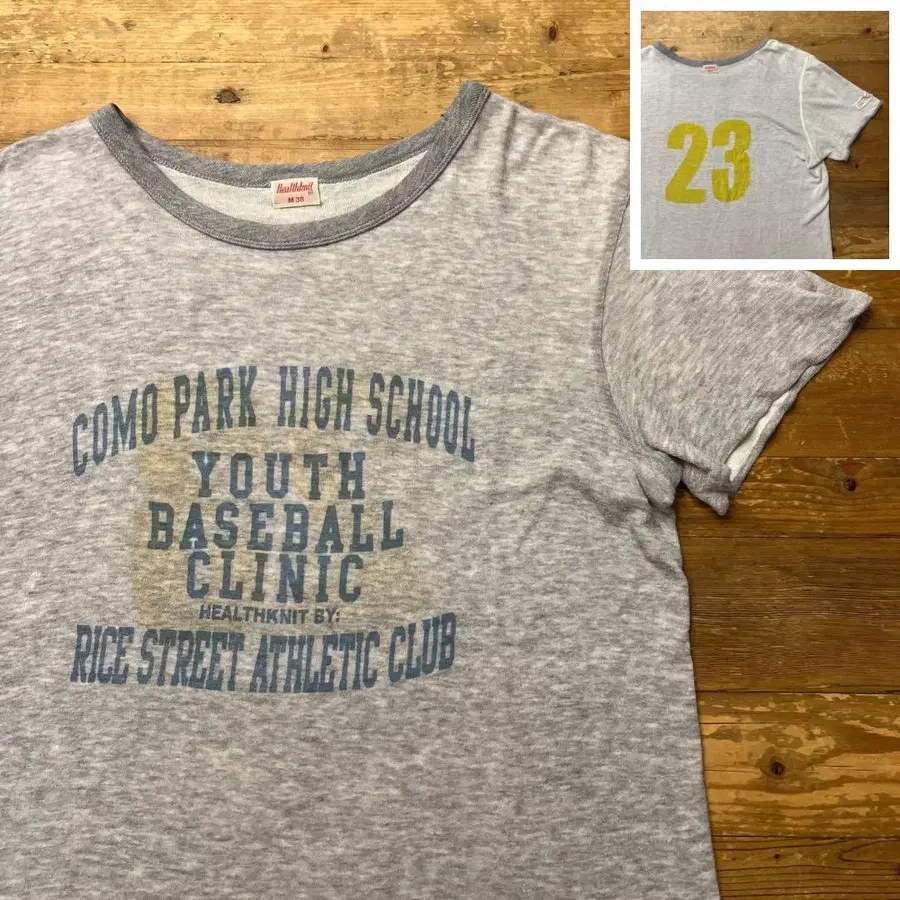 Healthknit
M 38
COMO PARK HIGH SCHOOL
YOUTH
BASEBALL
CLINIC
HEALTHKNIT BY:
RICE STREET ATHLETIC CLUB
23